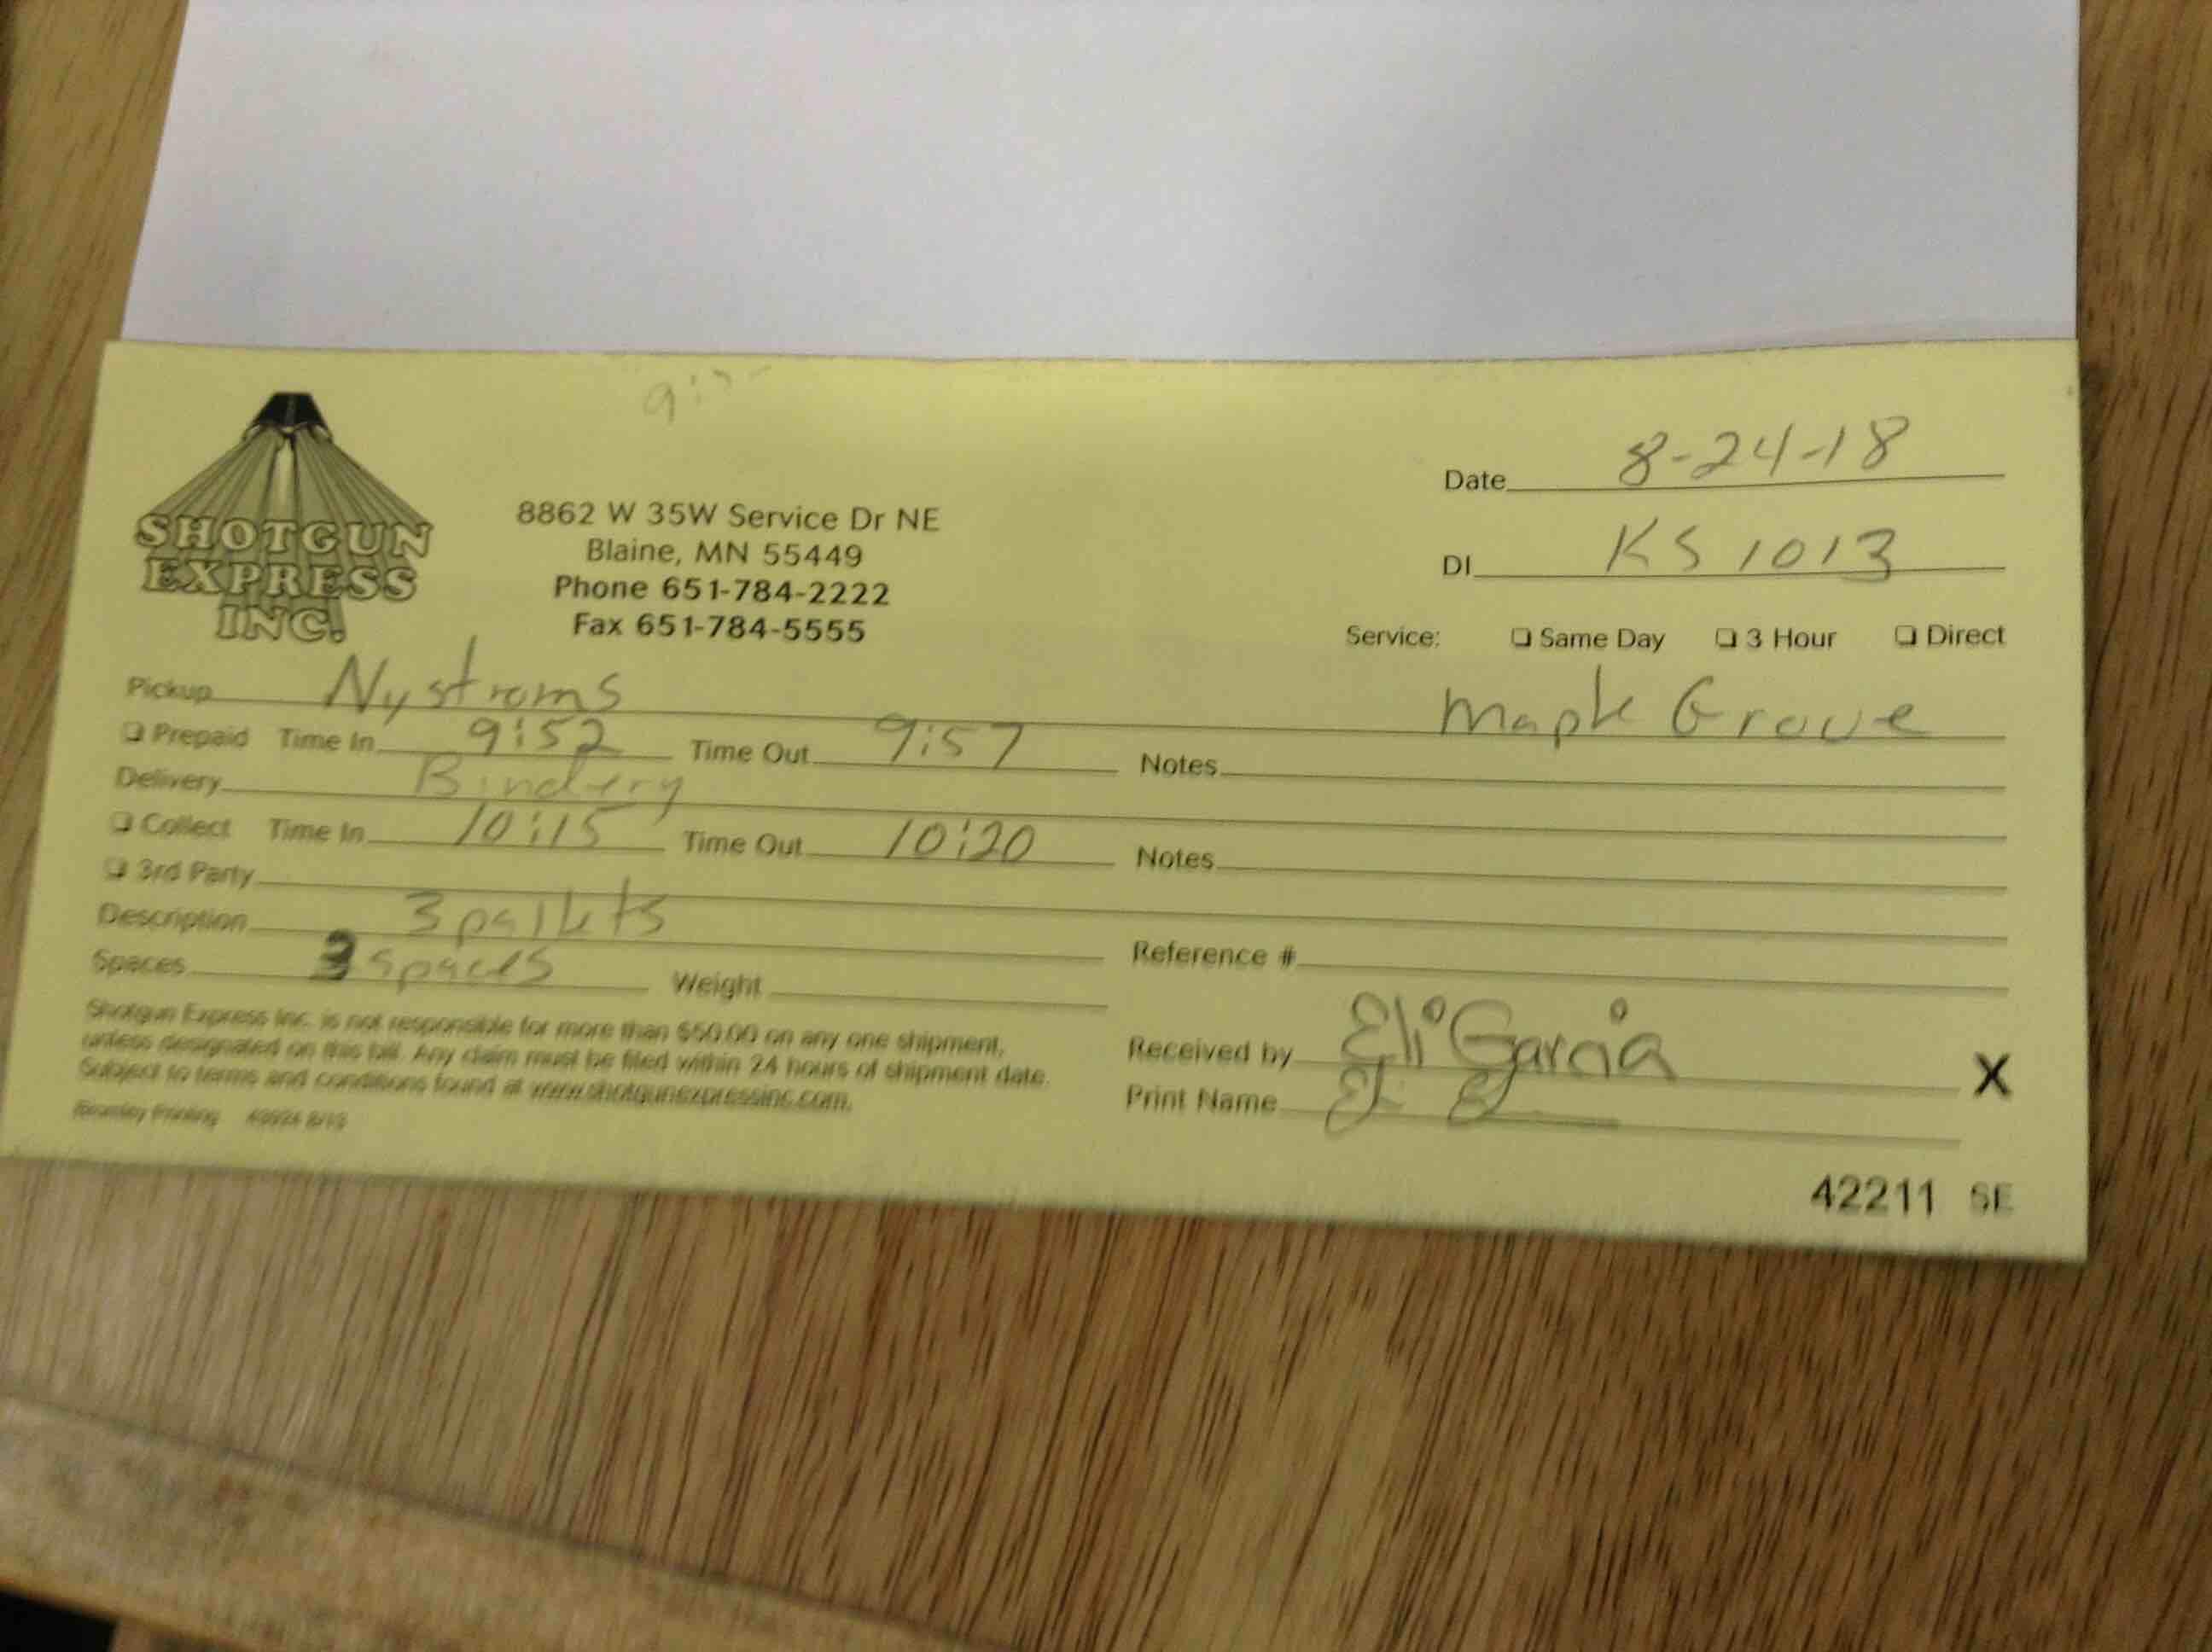 SHOTGUN
EXPRESS
INC.
8862 W 35W Service Dr NE
Blaine, MN 55449
Phone 651-784-2222
Fax 651-784-5555
Date 8-24-18
DI KS 1013
Service: Same Day 3 Hour Direct
Pickup Nystroms Maple Grove
Prepaid Time In 9:52 Time Out 9:57 Notes
Delivery Bindery
Collect Time In 10:15 Time Out 10:20 Notes
3rd Party
Description 3 pallets Reference #
Spaces 3 spaces Weight
Shotgun Express Inc. is not responsible for more than $50.00 on any one shipment,
unless designated on this bill. Any claim must be filed within 24 hours of shipment date.
Subject to terms and conditions found at www.shotgunexpressinc.com.
Received by Eli Garcia X
Print Name
Printing
42211 SE